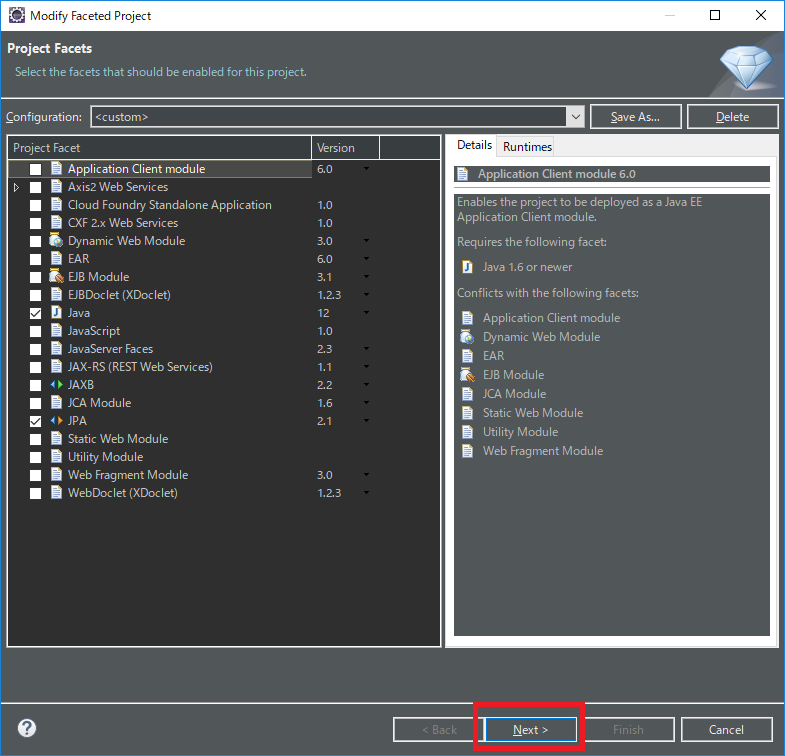 Modify Faceted Project
Project Facets
Select the facets that should be enabled for this project.
Configuration: <custom> Save As... Delete
Project Facet Version
Application Client module 6.0
Axis2 Web Services
Cloud Foundry Standalone Application 1.0
CXF 2.x Web Services 1.0
Dynamic Web Module 3.0
EAR 6.0
EJB Module 3.1
EJBDoclet (XDoclet) 1.2.3
Java 12
JavaScript 1.0
JavaServer Faces 2.3
JAX-RS (REST Web Services) 1.1
JAXB 2.2
JCA Module 1.6
JPA 2.1
Static Web Module
Utility Module
Web Fragment Module 3.0
WebDoclet (XDoclet) 1.2.3
Details Runtimes
Application Client module 6.0
Enables the project to be deployed as a Java EE
Application Client module.
Requires the following facet:
Java 1.6 or newer
Conflicts with the following facets:
Application Client module
Dynamic Web Module
EAR
EJB Module
JCA Module
Static Web Module
Utility Module
Web Fragment Module
? < Back Next > Finish Cancel